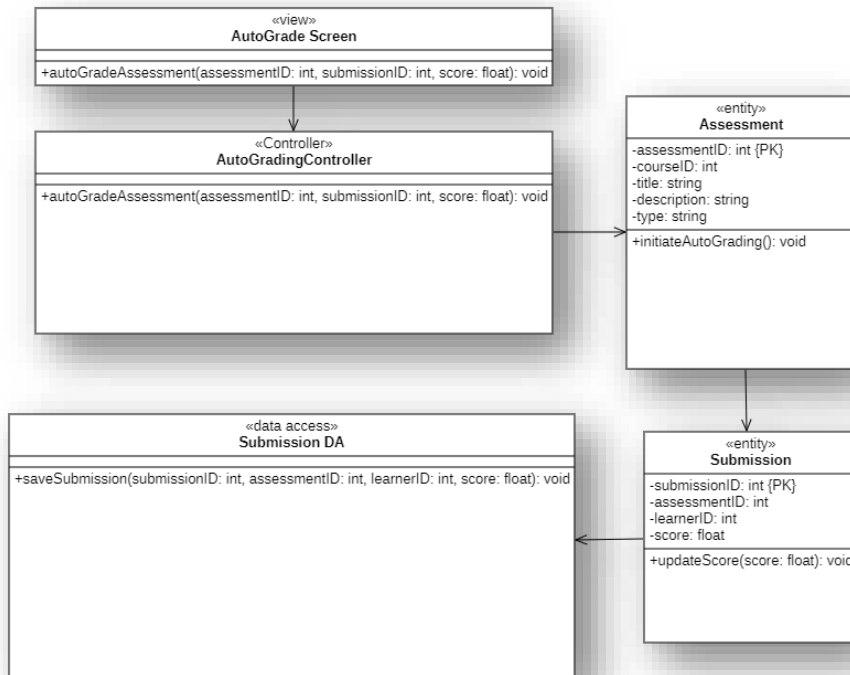 «view»
AutoGrade Screen
+autoGradeAssessment(assessmentID: int, submissionID: int, score: float): void
«Controller»
AutoGradingController
+autoGradeAssessment(assessmentID: int, submissionID: int, score: float): void
«entity»
Assessment
-assessmentID: int {PK}
-courseID: int
-title: string
-description: string
-type: string
+initiateAutoGrading(): void
«data access»
Submission DA
+saveSubmission(submissionID: int, assessmentID: int, learnerID: int, score: float): void
«entity»
Submission
-submissionID: int {PK}
-assessmentID: int
-learnerID: int
-score: float
+updateScore(score: float): void